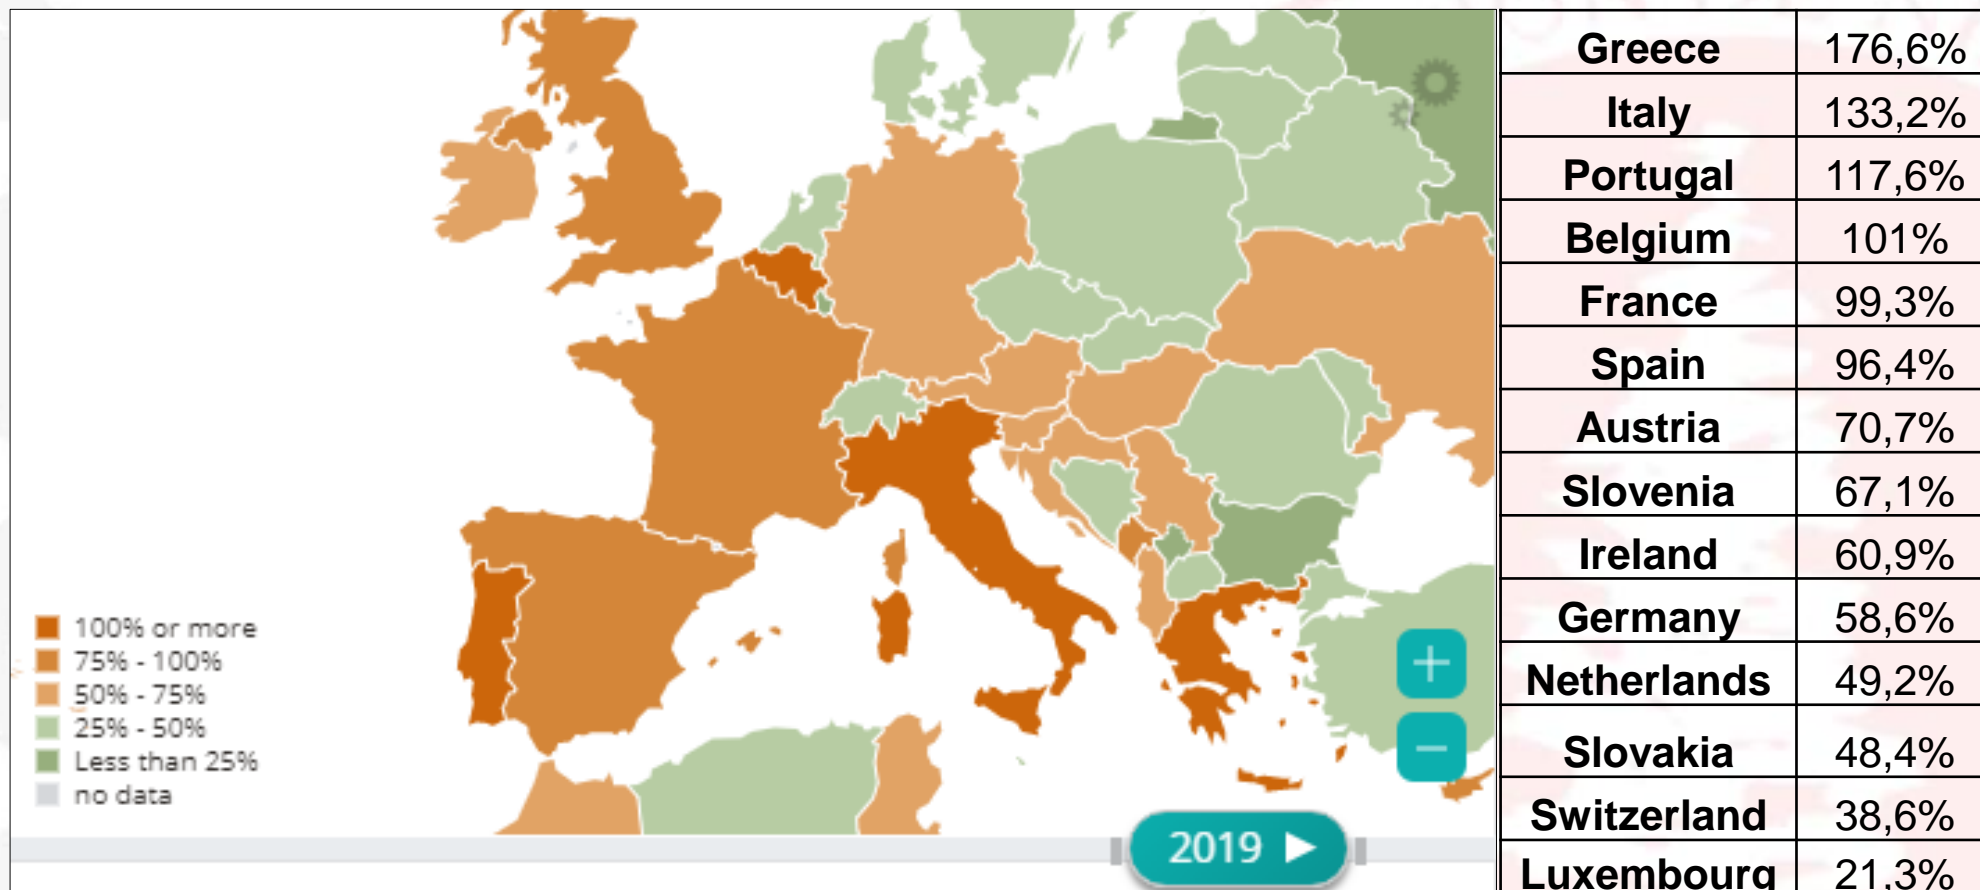 100% or more
75% - 100%
50% - 75%
25% - 50%
Less than 25%
no data
+
−
2019
Greece 176,6%
Italy 133,2%
Portugal 117,6%
Belgium 101%
France 99,3%
Spain 96,4%
Austria 70,7%
Slovenia 67,1%
Ireland 60,9%
Germany 58,6%
Netherlands 49,2%
Slovakia 48,4%
Switzerland 38,6%
Luxembourg 21,3%